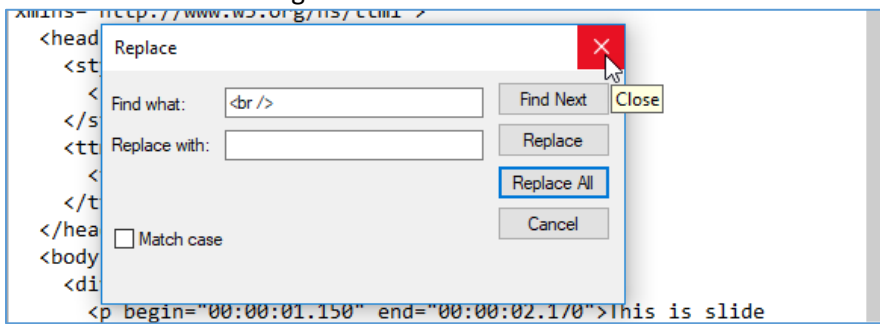 xmlns="http://www.w3.org/ns/ttml">
<head
Replace
<st
Find what: <br /> Find Next Close
<
</s
Replace with: Replace
<tt
<
Replace All
</t
</hea
Match case Cancel
<body
<di
<p begin="00:00:01.150" end="00:00:02.170">This is slide